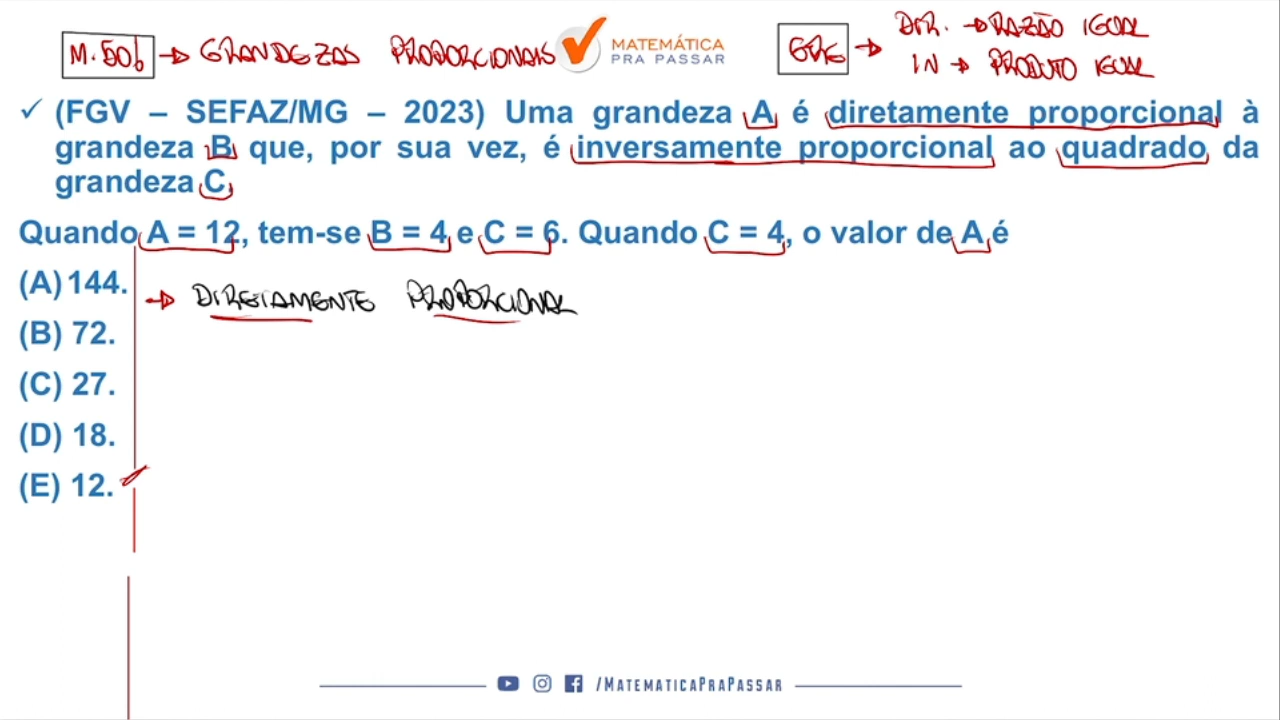 M.50! → GRANDEZAS PROPORCIONAIS
MATEMÁTICA
PRA PASSAR
DIR. → RAZÃO IGUAL
IN → PRODUTO IGUAL
✓ (FGV – SEFAZ/MG – 2023) Uma grandeza A é diretamente proporcional à
grandeza B que, por sua vez, é inversamente proporcional ao quadrado da
grandeza C.
Quando A = 12, tem-se B = 4 e C = 6. Quando C = 4, o valor de A é
(A) 144.
→ DIRETAMENTE PROPORCIONAL
(B) 72.
(C) 27.
(D) 18.
(E) 12.
/MATEMATICAPRAPASSAR